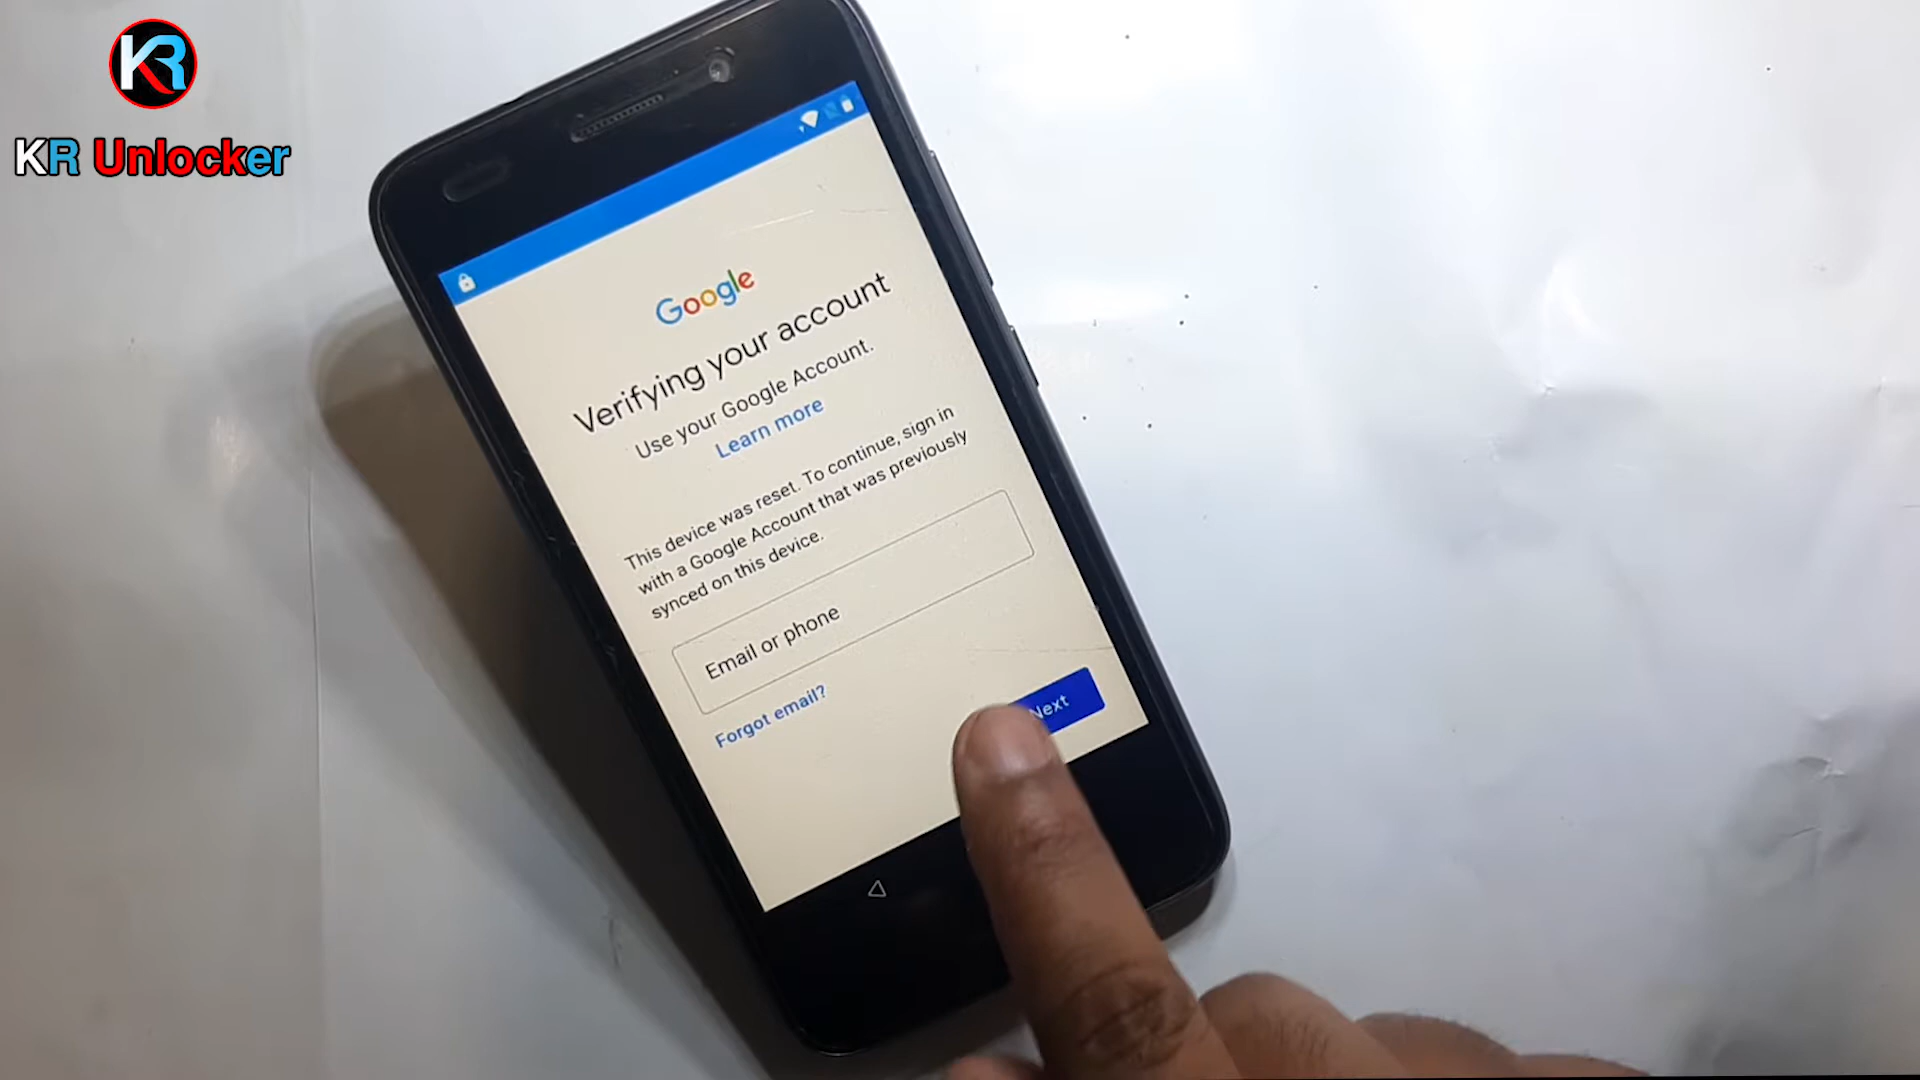 KR
KR Unlocker
Google
Verifying your account
Use your Google Account.
Learn more
This device was reset. To continue, sign in
with a Google Account that was previously
synced on this device.
Email or phone
Forgot email?
Next